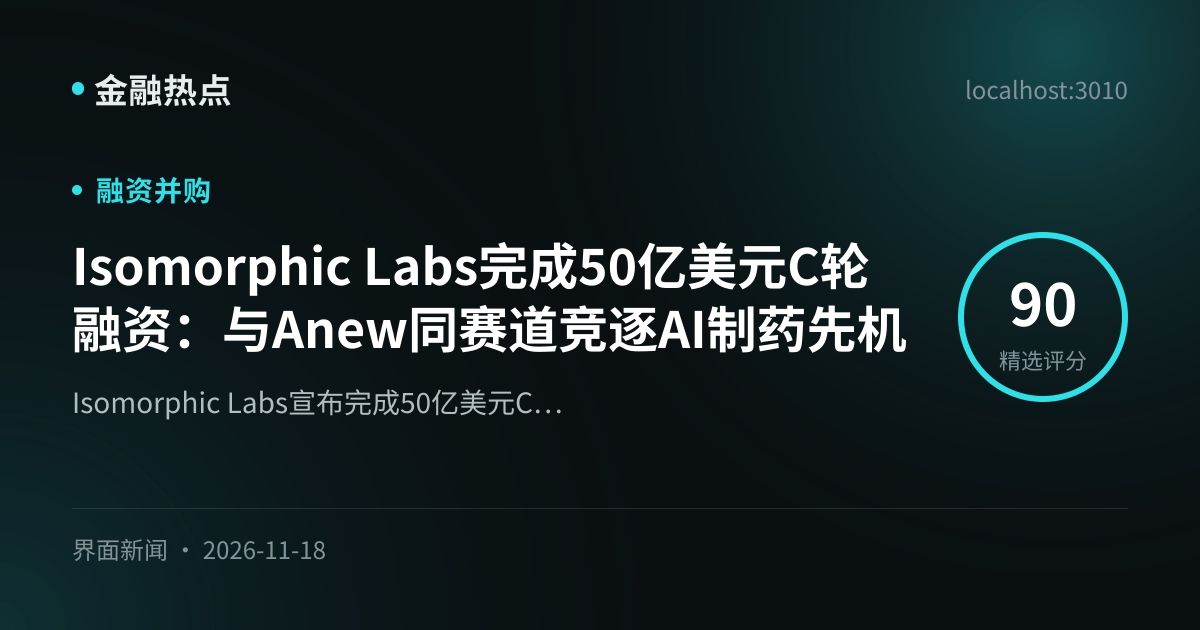 金融热点
localhost:3010
融资并购
Isomorphic Labs完成50亿美元C轮
融资：与Anew同赛道竞逐AI制药先机
90
精选评分
Isomorphic Labs宣布完成50亿美元C…
界面新闻 · 2026-11-18